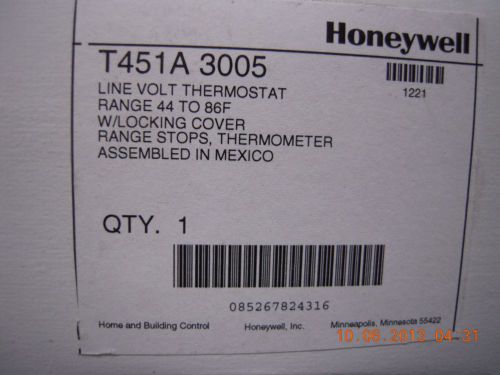 Honeywell
T451A 3005
1221
LINE VOLT THERMOSTAT
RANGE 44 TO 86F
W/LOCKING COVER
RANGE STOPS, THERMOMETER
ASSEMBLED IN MEXICO
QTY. 1
085267824316
Home and Building Control Honeywell, Inc. Minneapolis, Minnesota 55422
10.06.2013 04:31